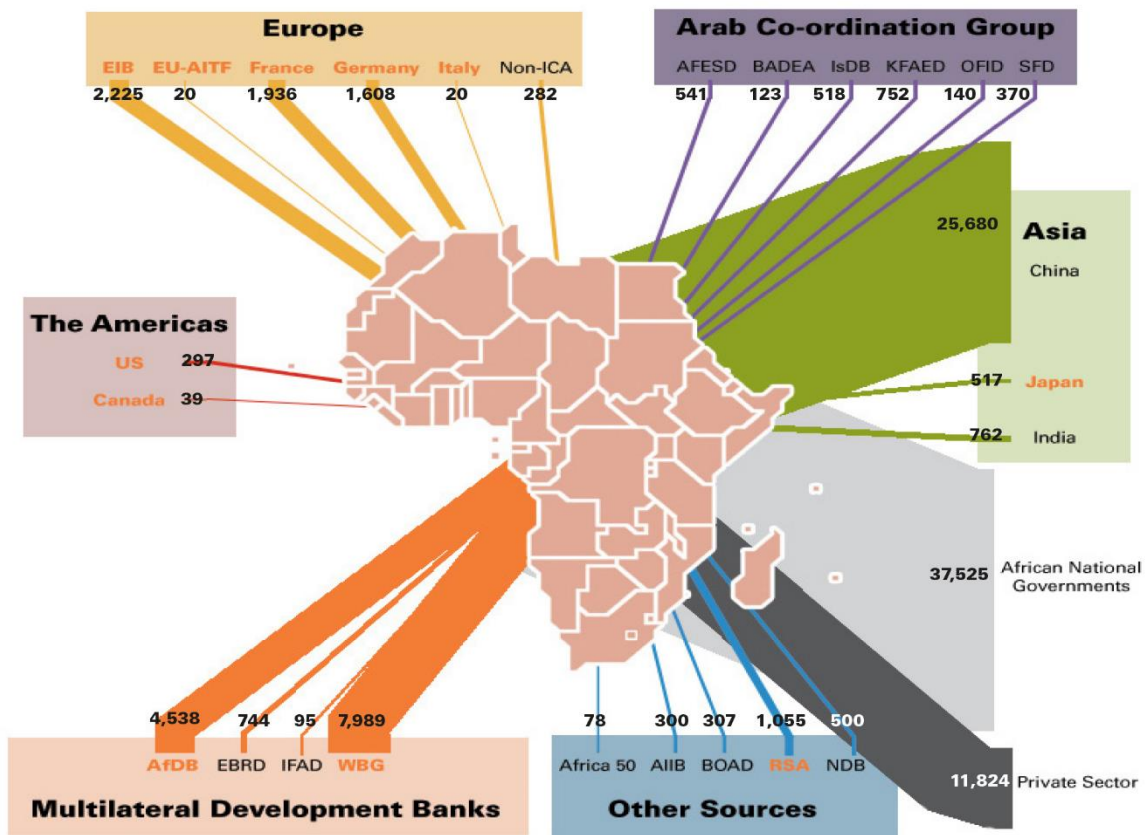 Europe
EIB EU-AITF France Germany Italy Non-ICA
2,225 20 1,936 1,608 20 282
Arab Co-ordination Group
AFESD BADEA IsDB KFAED OFID SFD
541 123 518 752 140 370
25,680
Asia
China
517 Japan
762 India
The Americas
US 297
Canada 39
37,525
African National
Governments
4,538 744 95 7,989
AfDB EBRD IFAD WBG
Multilateral Development Banks
78 300 307 1,055 500
Africa 50 AIIB BOAD RSA NDB
Other Sources
11,824 Private Sector